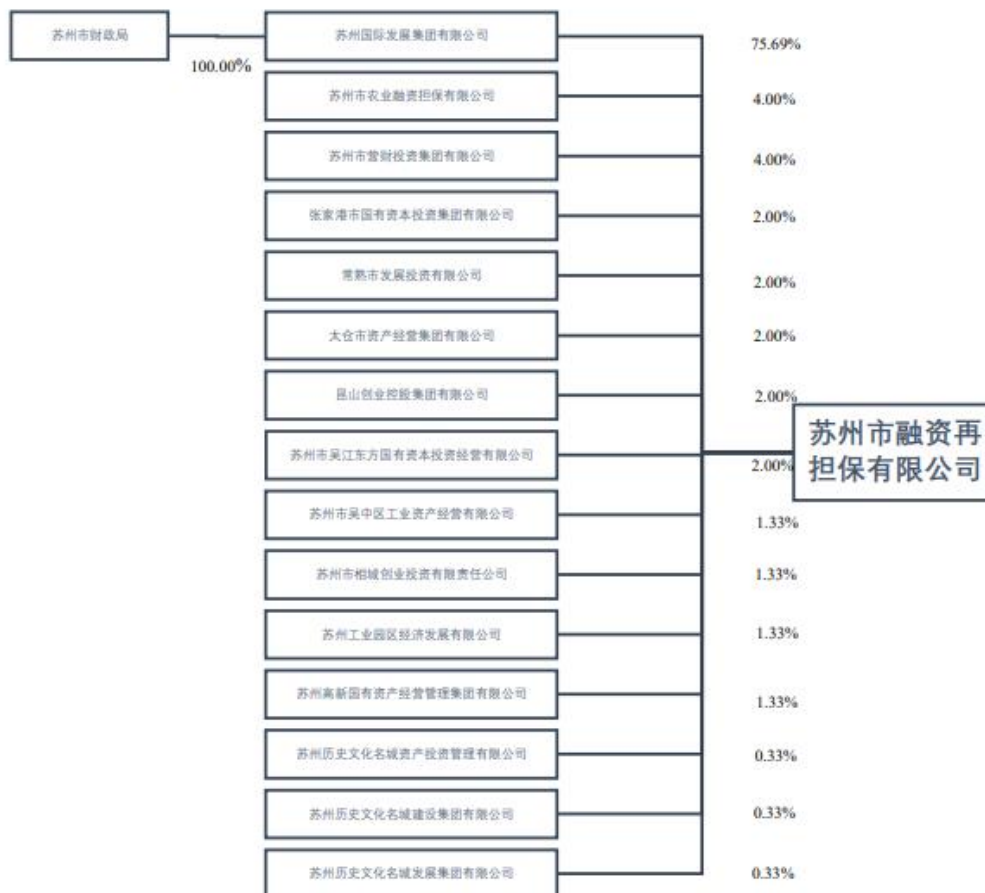 苏州市财政局
100.00%
苏州国际发展集团有限公司
75.69%
苏州市农业融资担保有限公司
4.00%
苏州市营财投资集团有限公司
4.00%
张家港市国有资本投资集团有限公司
2.00%
常熟市发展投资有限公司
2.00%
太仓市资产经营集团有限公司
2.00%
昆山创业控股集团有限公司
2.00%
苏州市吴江东方国有资本投资经营有限公司
2.00%
苏州市吴中区工业资产经营有限公司
1.33%
苏州市相城创业投资有限责任公司
1.33%
苏州工业园区经济发展有限公司
1.33%
苏州高新国有资产经营管理集团有限公司
1.33%
苏州历史文化名城资产投资管理有限公司
0.33%
苏州历史文化名城建设集团有限公司
0.33%
苏州历史文化名城发展集团有限公司
0.33%
苏州市融资再
担保有限公司